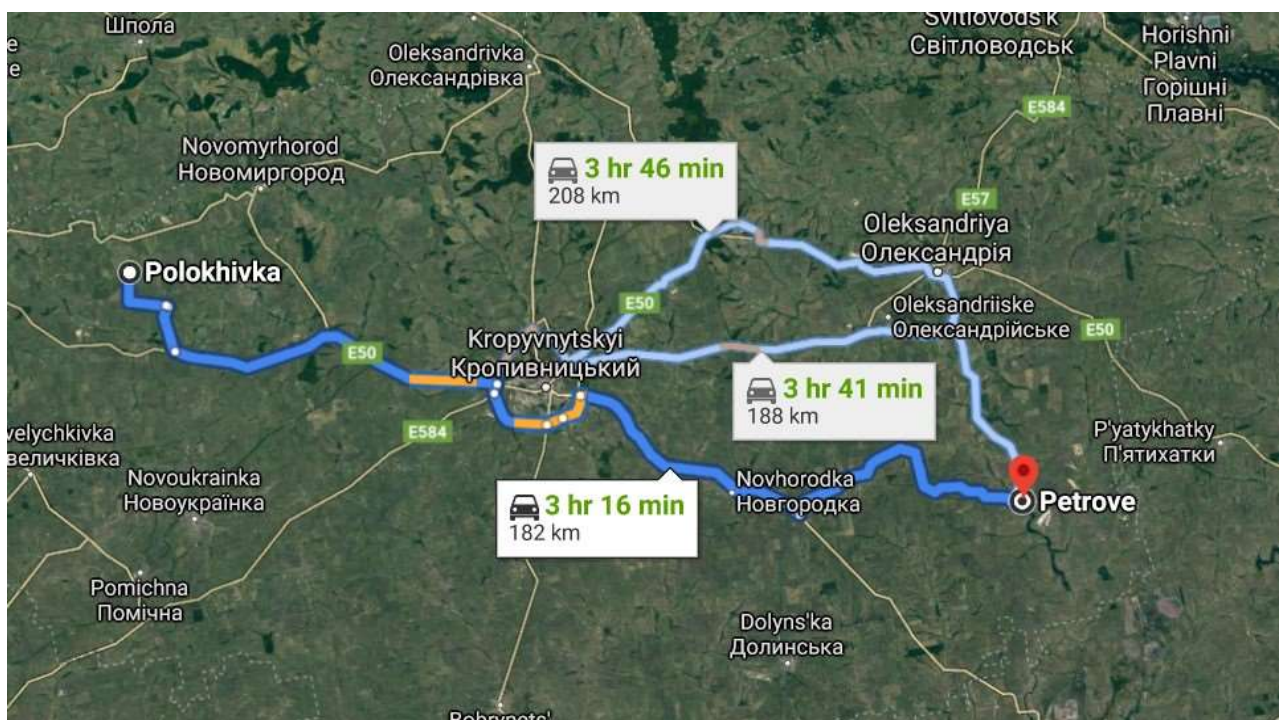 Шпола
Oleksandrivka
Олександрівка
Svitlovods'k
Світловодськ
Horishni
Plavni
Горішні
Плавні
E584
Novomyrhorod
Новомиргород
3 hr 46 min
208 km
E57
Oleksandriya
Олександрія
Polokhivka
E50
Oleksandriiske
Олександрійське
E50
Kropyvnytskyi
Кропивницький
E50
3 hr 41 min
188 km
E584
velychkivka
величківка
P'yatykhatky
П'ятихатки
Novoukrainka
Новоукраїнка
3 hr 16 min
182 km
Novhorodka
Новгородка
Petrove
Pomichna
Помічна
Dolyns'ka
Долинська
Bobrynets'